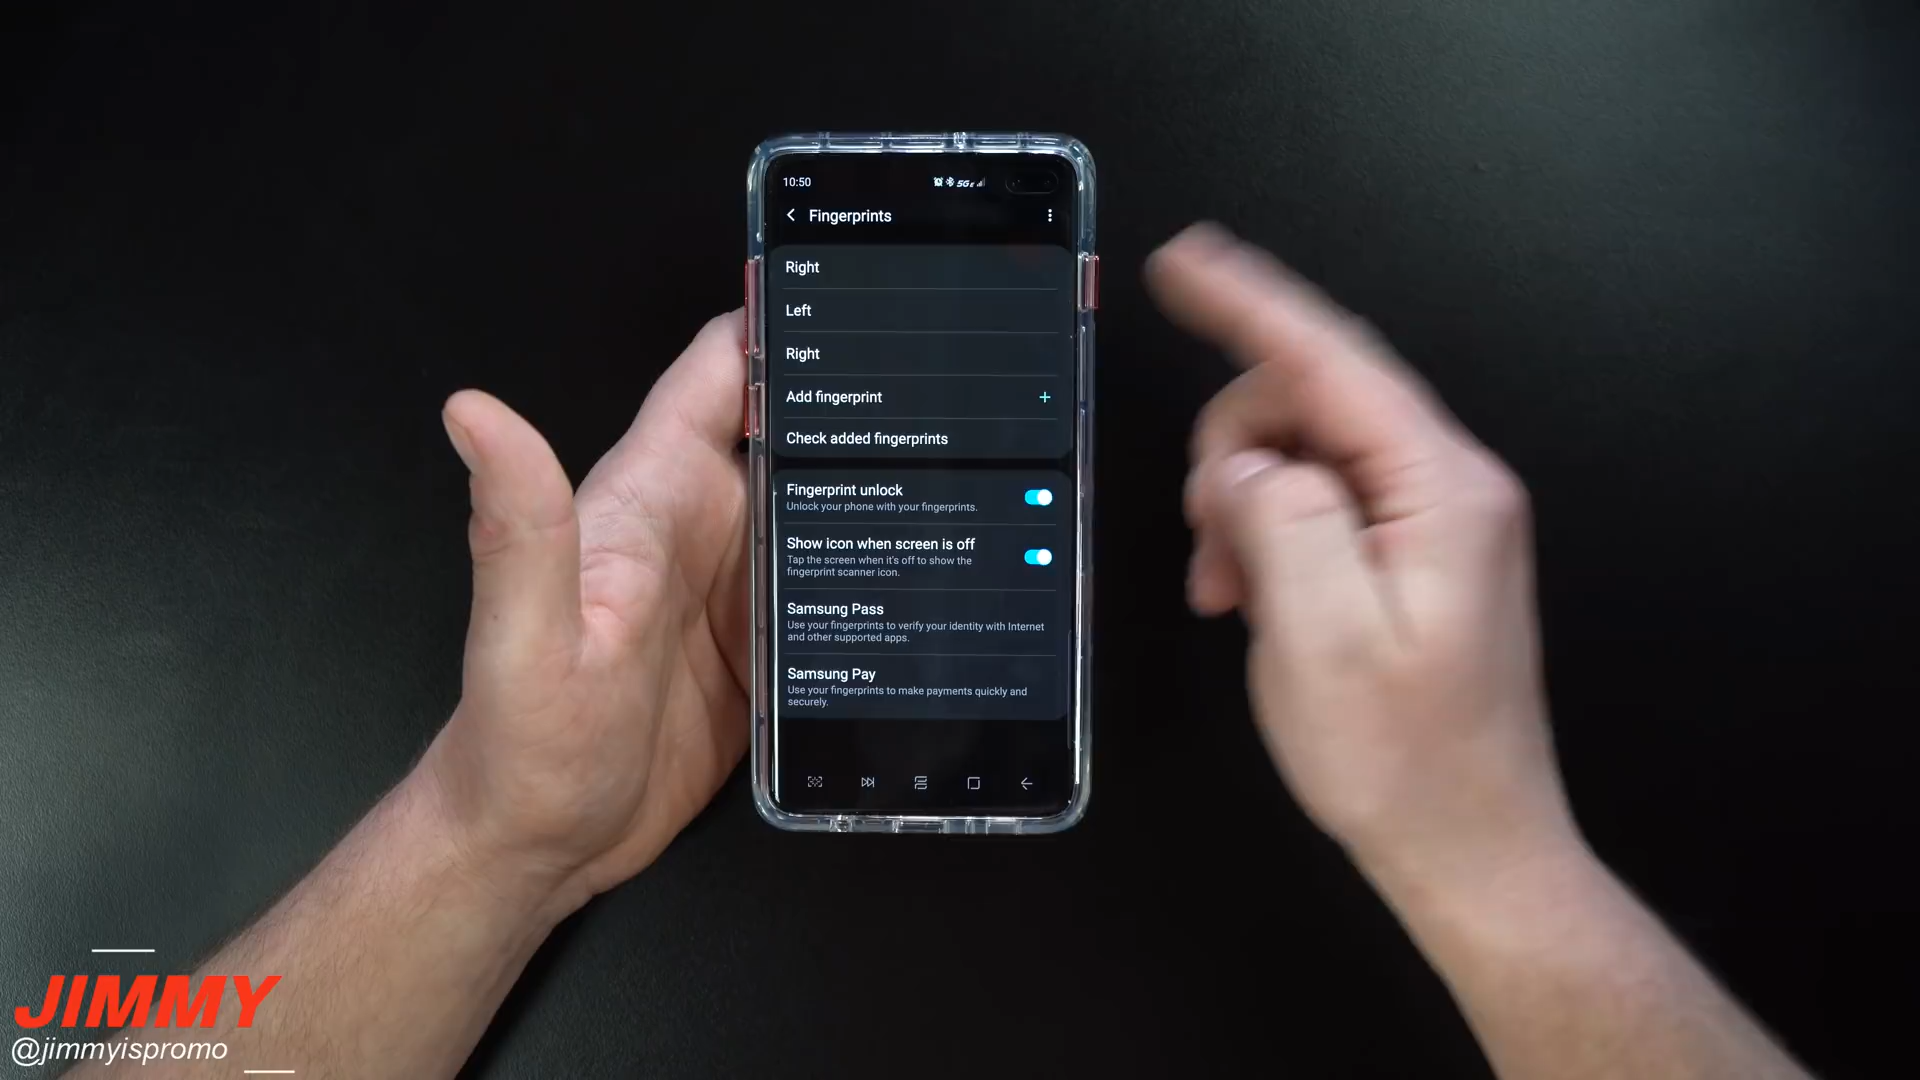 10:50
5GE
Fingerprints
Right
Left
Right
Add fingerprint
Check added fingerprints
Fingerprint unlock
Unlock your phone with your fingerprints.
Show icon when screen is off
Tap the screen when it's off to show the
fingerprint scanner icon.
Samsung Pass
Use your fingerprints to verify your identity with Internet
and other supported apps.
Samsung Pay
Use your fingerprints to make payments quickly and
securely.
JIMMY
@jimmyispromo